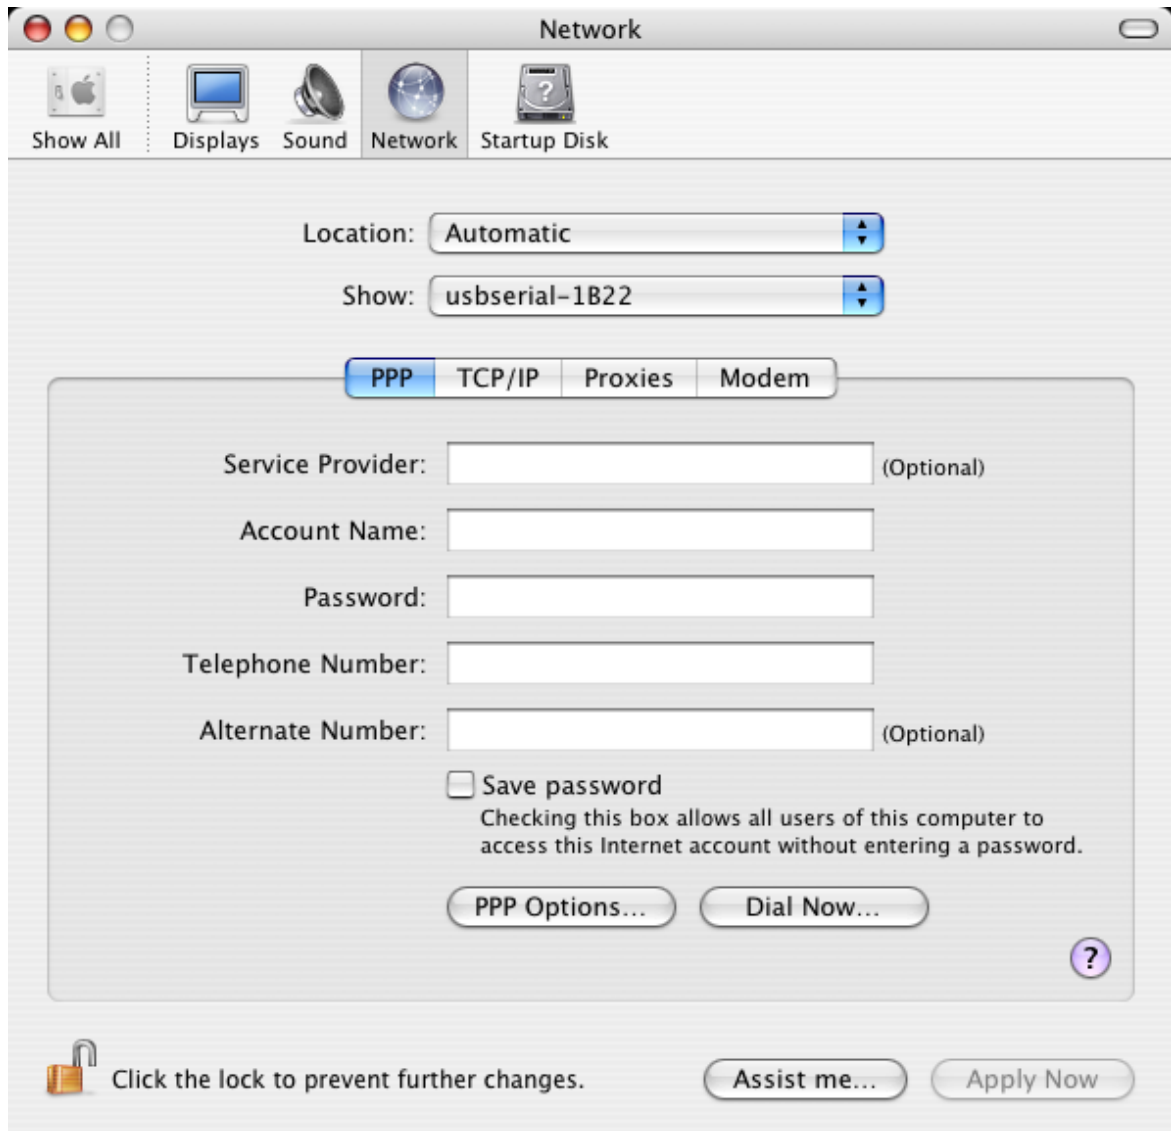 Network
Show All Displays Sound Network Startup Disk
Location: Automatic
Show: usbserial-1B22
PPP TCP/IP Proxies Modem
Service Provider: (Optional)
Account Name:
Password:
Telephone Number:
Alternate Number: (Optional)
Save password
Checking this box allows all users of this computer to
access this Internet account without entering a password.
PPP Options... Dial Now...
?
Click the lock to prevent further changes. Assist me... Apply Now